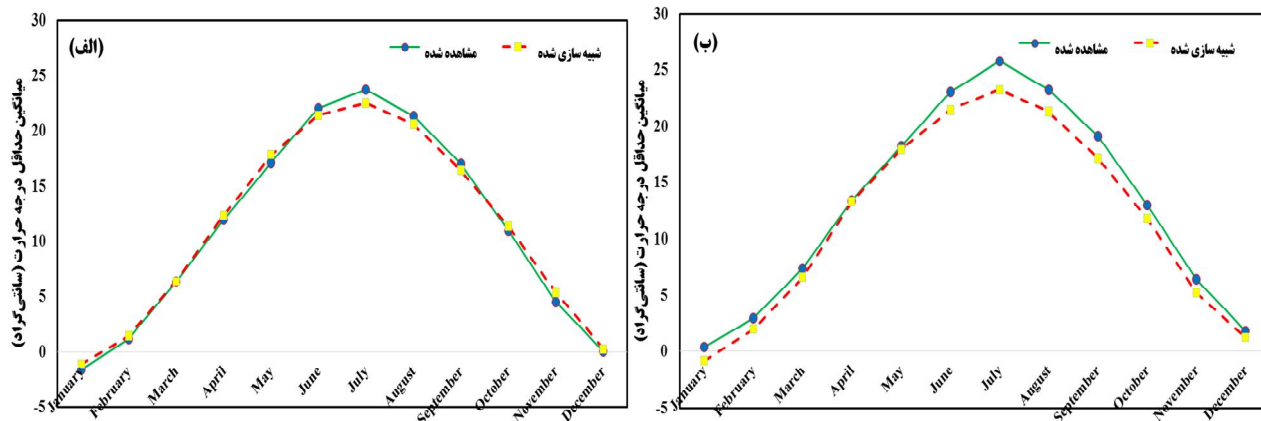 (الف)
مشاهده شده
شبیه سازی شده
میانگین حداقل درجه حرارت (سانتی‌گراد)
30
25
20
15
10
5
0
-5
January
February
March
April
May
June
July
August
September
October
November
December
(ب)
مشاهده شده
شبیه سازی شده
میانگین حداقل درجه حرارت (سانتی‌گراد)
30
25
20
15
10
5
0
-5
January
February
March
April
May
June
July
August
September
October
November
December